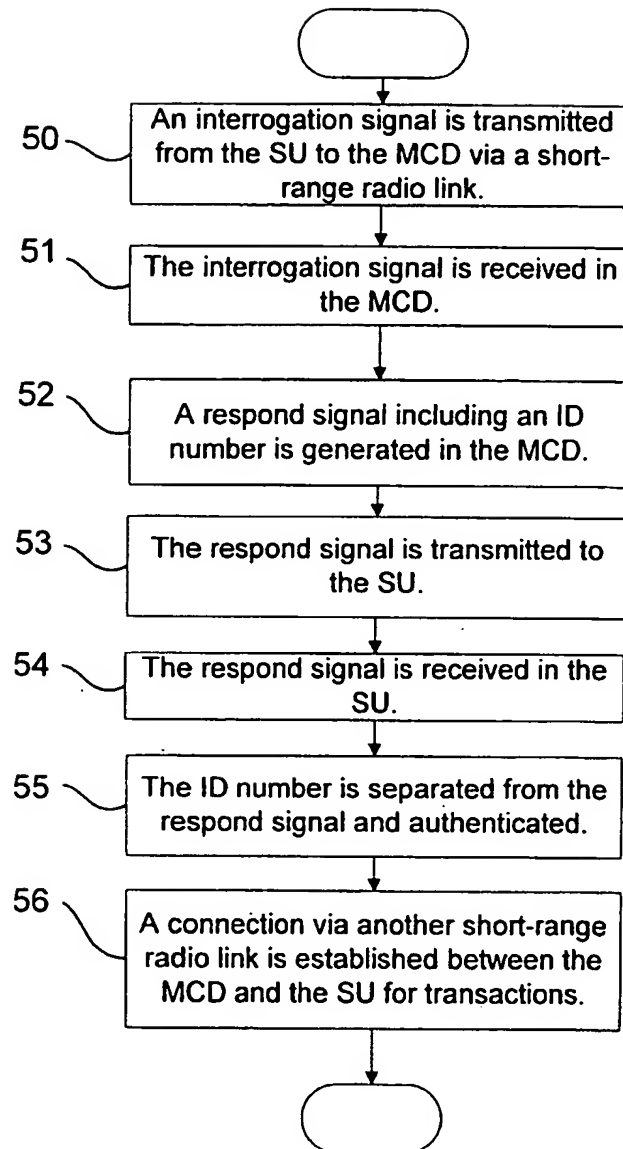 50
An interrogation signal is transmitted
from the SU to the MCD via a short-
range radio link.
51
The interrogation signal is received in
the MCD.
52
A respond signal including an ID
number is generated in the MCD.
53
The respond signal is transmitted to
the SU.
54
The respond signal is received in the
SU.
55
The ID number is separated from the
respond signal and authenticated.
56
A connection via another short-range
radio link is established between the
MCD and the SU for transactions.